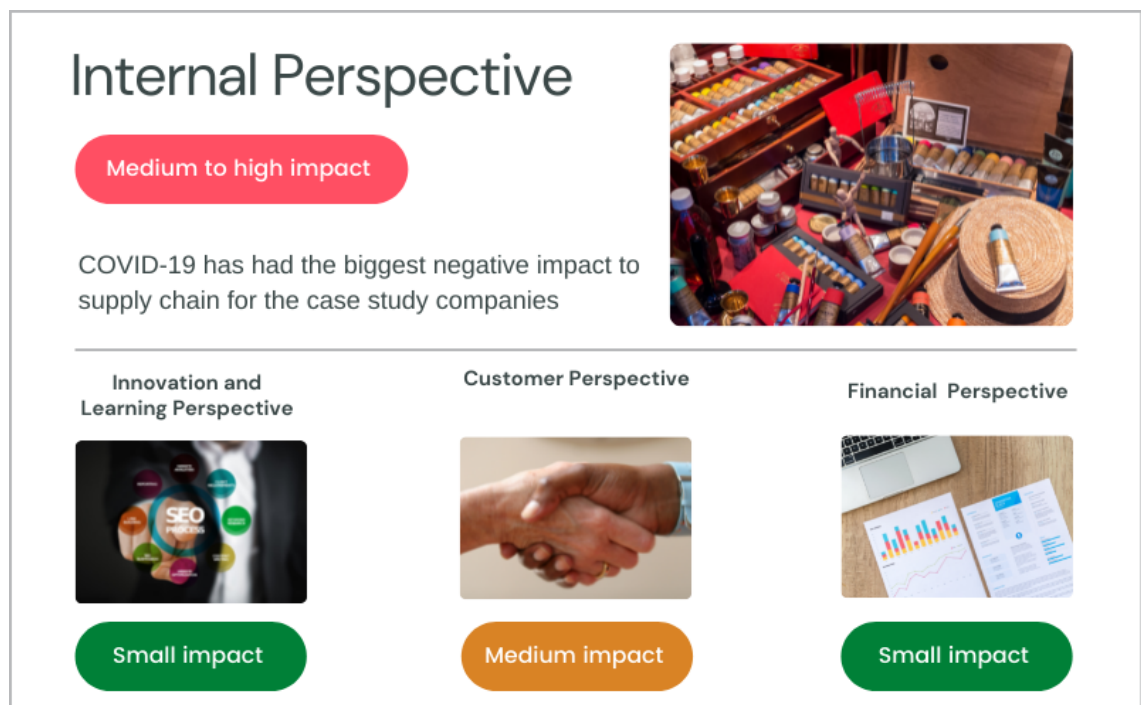 Internal Perspective
Medium to high impact
COVID-19 has had the biggest negative impact to
supply chain for the case study companies
Innovation and
Learning Perspective
Customer Perspective
Financial Perspective
SEO
PROCESS
Small impact
Medium impact
Small impact